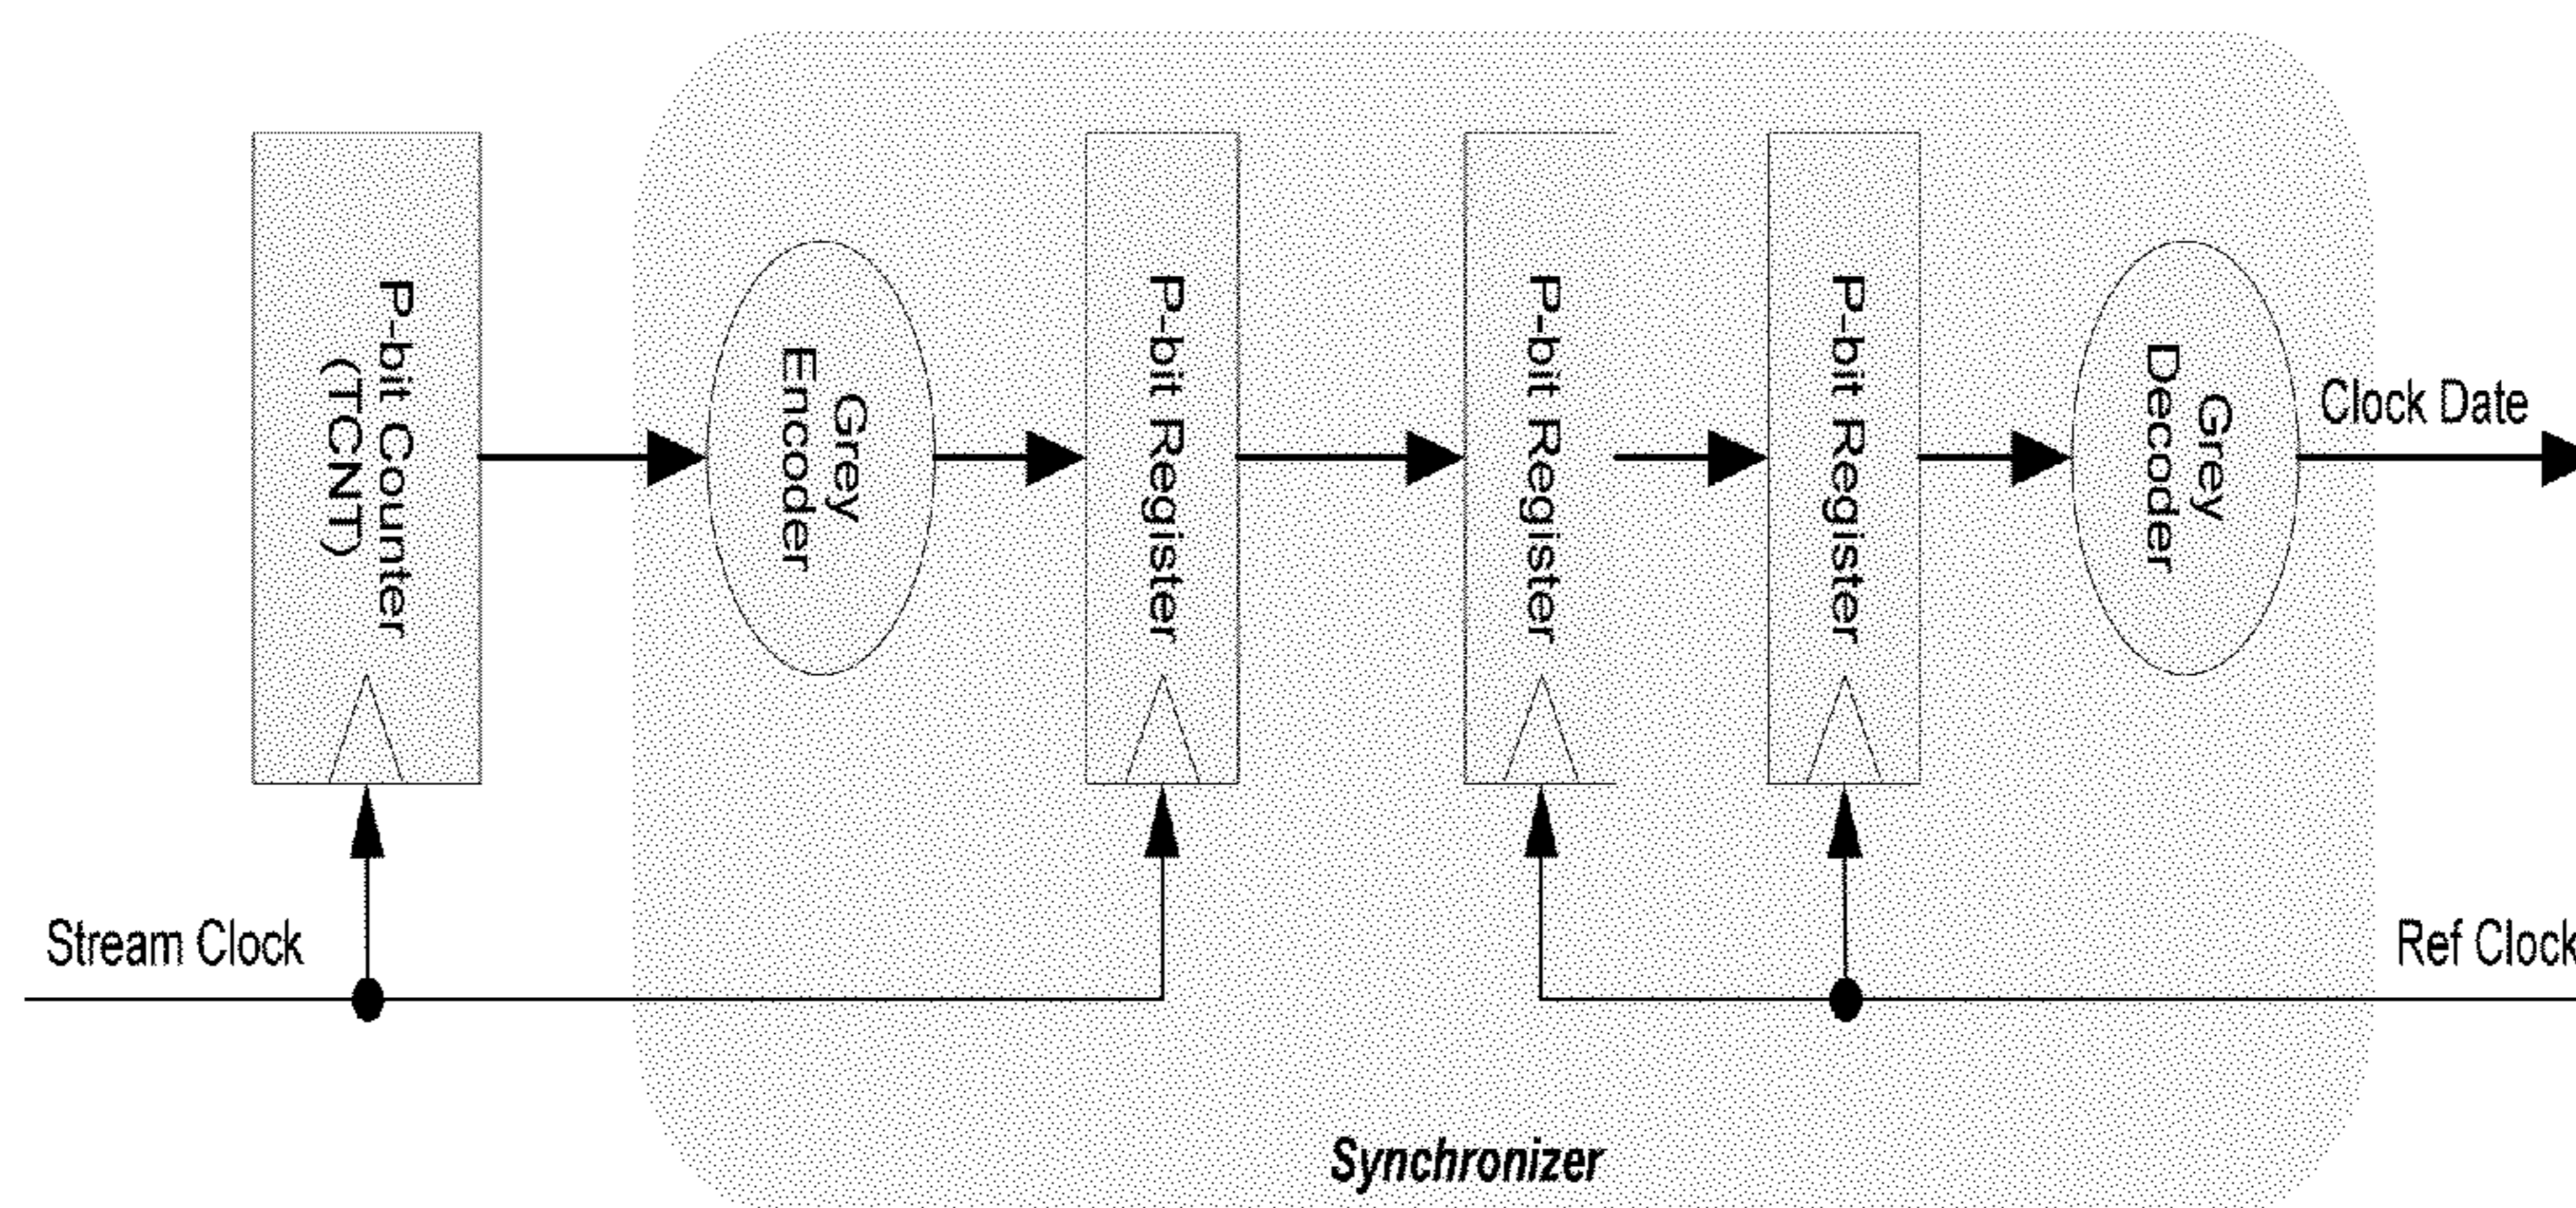 P-bit Counter
(TCNT)
Grey
Encoder
P-bit Register
P-bit Register
P-bit Register
Grey
Decoder
Clock Date
Stream Clock
Ref Clock
Synchronizer